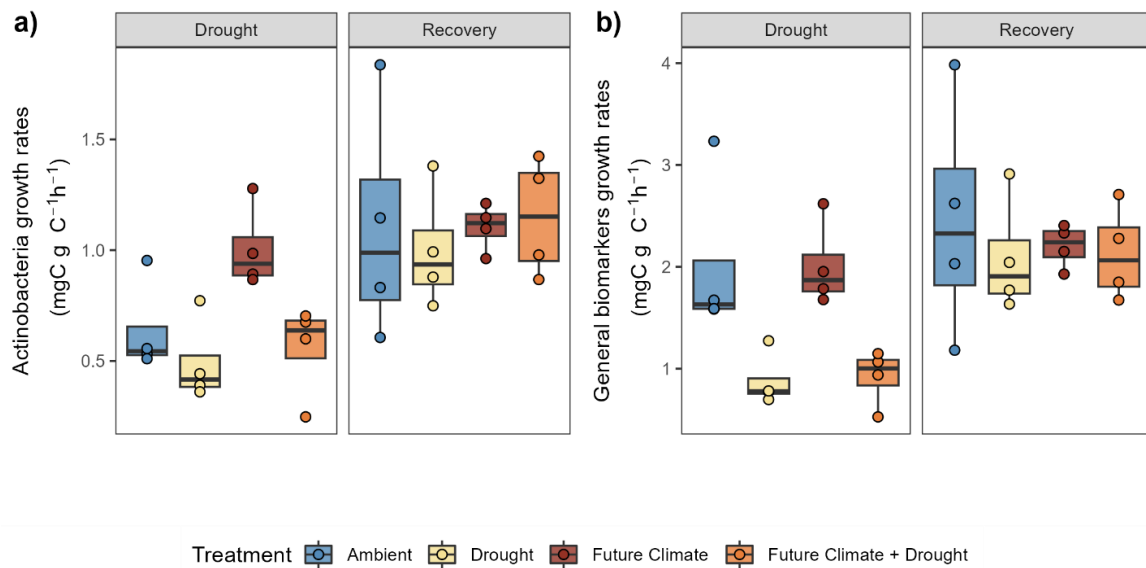 a)
Drought
Recovery
Actinobacteria growth rates
(mgC g C⁻¹h⁻¹)
1.5
1.0
0.5
b)
Drought
Recovery
General biomarkers growth rates
(mgC g C⁻¹h⁻¹)
4
3
2
1
Treatment Ambient Drought Future Climate Future Climate + Drought